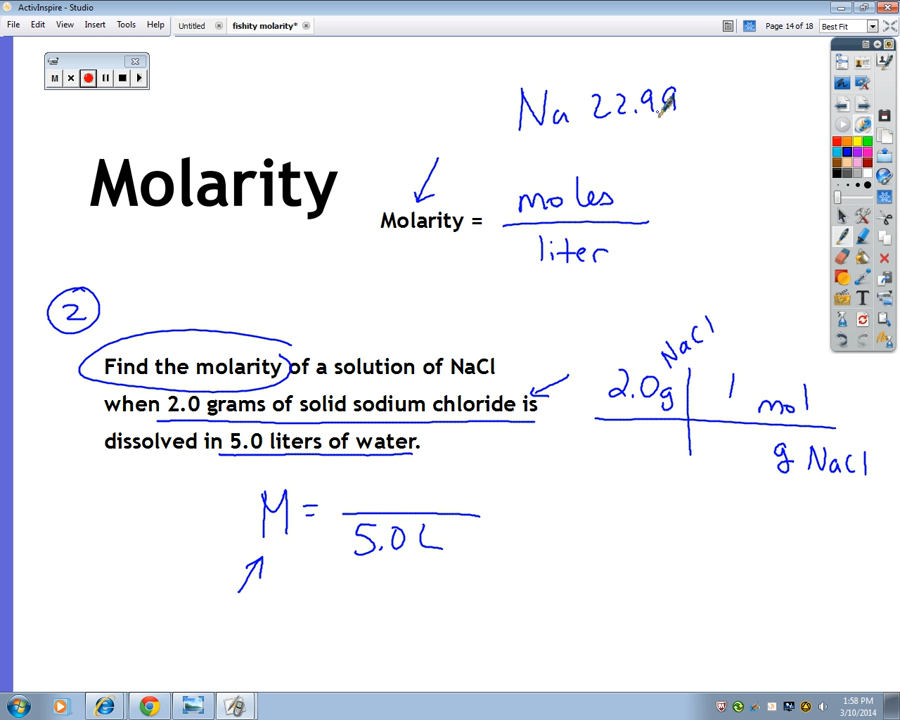 ActivInspire - Studio
File Edit View Insert Tools Help
Untitled
fishity molarity*
Page 14 of 18
Best Fit
M
Na 22.99
Molarity
Molarity = moles
liter
2
Find the molarity of a solution of NaCl
when 2.0 grams of solid sodium chloride is
dissolved in 5.0 liters of water.
2.0g NaCl 1 mol
g NaCl
M =
5.0 L
T
1:58 PM
3/10/2014